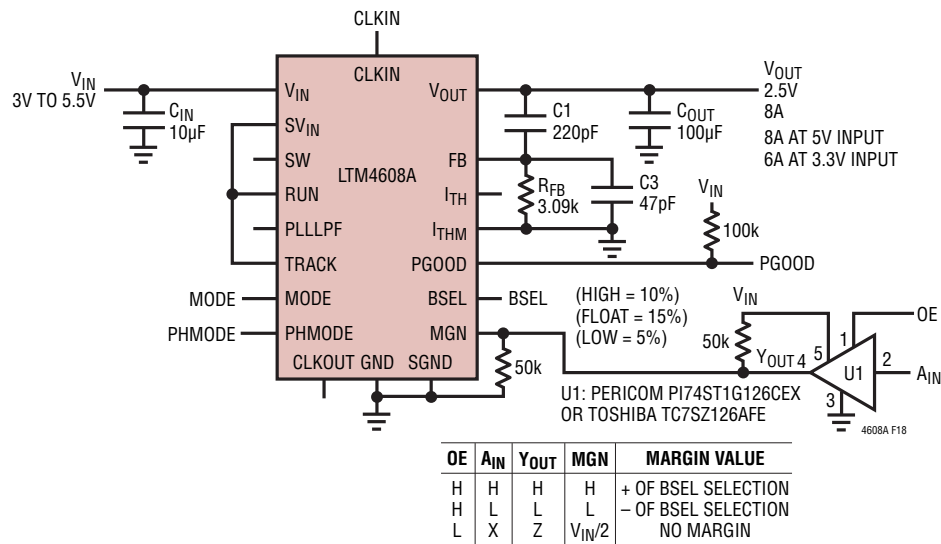 CLKIN
CLKIN
VIN
3V TO 5.5V
CIN
10µF
VIN
SVIN
SW
RUN
PLLLPF
TRACK
MODE
MODE
PHMODE
PHMODE
LTM4608A
VOUT
FB
ITH
ITHM
PGOOD
BSEL
MGN
CLKOUT GND SGND
C1
220pF
COUT
100µF
VOUT
2.5V
8A
8A AT 5V INPUT
6A AT 3.3V INPUT
RFB
3.09k
C3
47pF
VIN
100k
PGOOD
BSEL
(HIGH = 10%)
(FLOAT = 15%)
(LOW = 5%)
50k
VIN
50k
YOUT 4
5
1
OE
U1
2
AIN
3
U1: PERICOM PI74ST1G126CEX
OR TOSHIBA TC7SZ126AFE
4608A F18
OE AIN YOUT MGN MARGIN VALUE
H H H H + OF BSEL SELECTION
H L L L – OF BSEL SELECTION
L X Z VIN/2 NO MARGIN